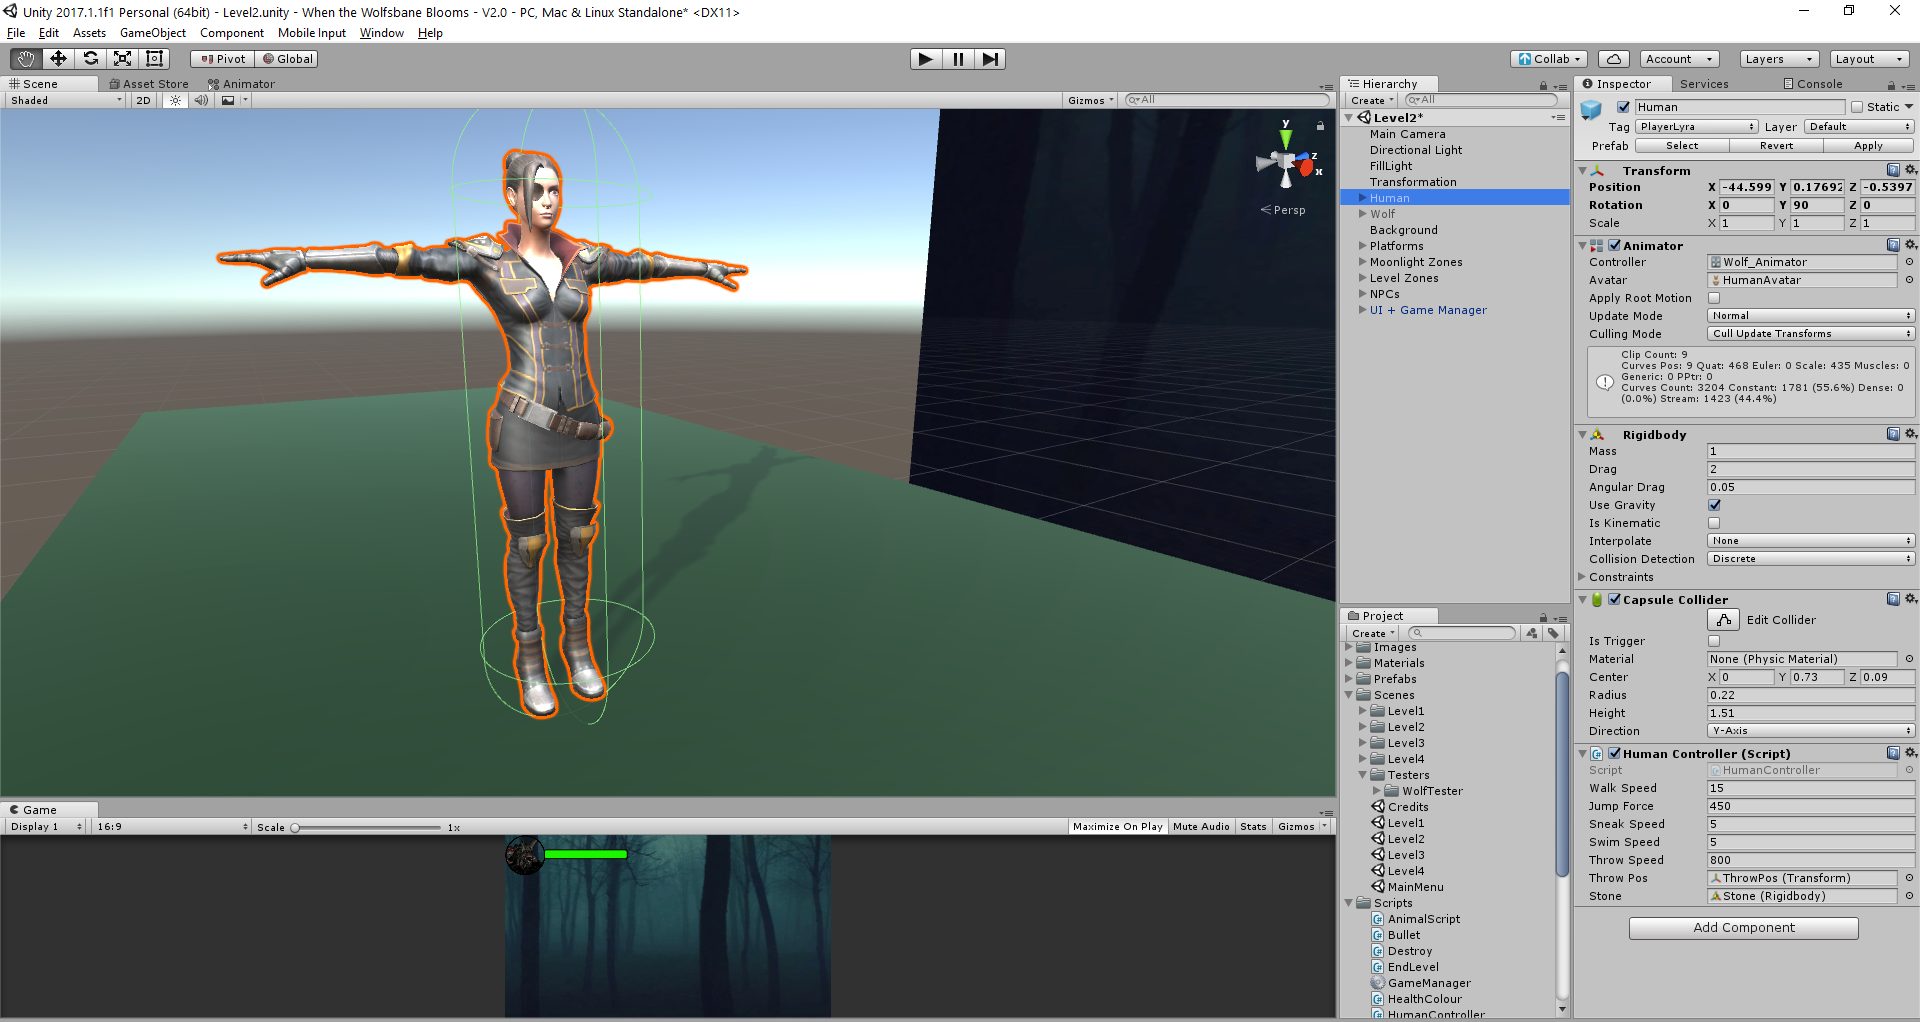 Unity 2017.1.1f1 Personal (64bit) - Level2.unity - When the Wolfsbane Blooms - V2.0 - PC, Mac & Linux Standalone* <DX11>
File Edit Assets GameObject Component Mobile Input Window Help
Pivot Global Collab Account Layers Layout
Scene Asset Store Animator
Shaded 2D Gizmos All
y
z
x
Persp
Hierarchy
Create All
Level2*
Main Camera
Directional Light
FillLight
Transformation
Human
Wolf
Background
Platforms
Moonlight Zones
Level Zones
NPCs
UI + Game Manager
Project
Create
Images
Materials
Prefabs
Scenes
Level1
Level2
Level3
Level4
Testers
WolfTester
Credits
Level1
Level2
Level3
Level4
MainMenu
Scripts
AnimalScript
Bullet
Destroy
EndLevel
GameManager
HealthColour
HumanController
Inspector Services Console
Human Static
Tag PlayerLyra Layer Default
Prefab Select Revert Apply
Transform
Position X -44.599 Y 0.17692 Z -0.5397
Rotation X 0 Y 90 Z 0
Scale X 1 Y 1 Z 1
Animator
Controller Wolf_Animator
Avatar HumanAvatar
Apply Root Motion
Update Mode Normal
Culling Mode Cull Update Transforms
Clip Count: 9
Curves Pos: 9 Quat: 468 Euler: 0 Scale: 435 Muscles: 0
Generic: 0 PPtr: 0
Curves Count: 3204 Constant: 1781 (55.6%) Dense: 0
(0.0%) Stream: 1423 (44.4%)
Rigidbody
Mass 1
Drag 2
Angular Drag 0.05
Use Gravity
Is Kinematic
Interpolate None
Collision Detection Discrete
Constraints
Capsule Collider
Edit Collider
Is Trigger
Material None (Physic Material)
Center X 0 Y 0.73 Z 0.09
Radius 0.22
Height 1.51
Direction Y-Axis
Human Controller (Script)
Script HumanController
Walk Speed 15
Jump Force 450
Sneak Speed 5
Swim Speed 5
Throw Speed 800
Throw Pos ThrowPos (Transform)
Stone Stone (Rigidbody)
Add Component
Game
Display 1 16:9 Scale 1x Maximize On Play Mute Audio Stats Gizmos